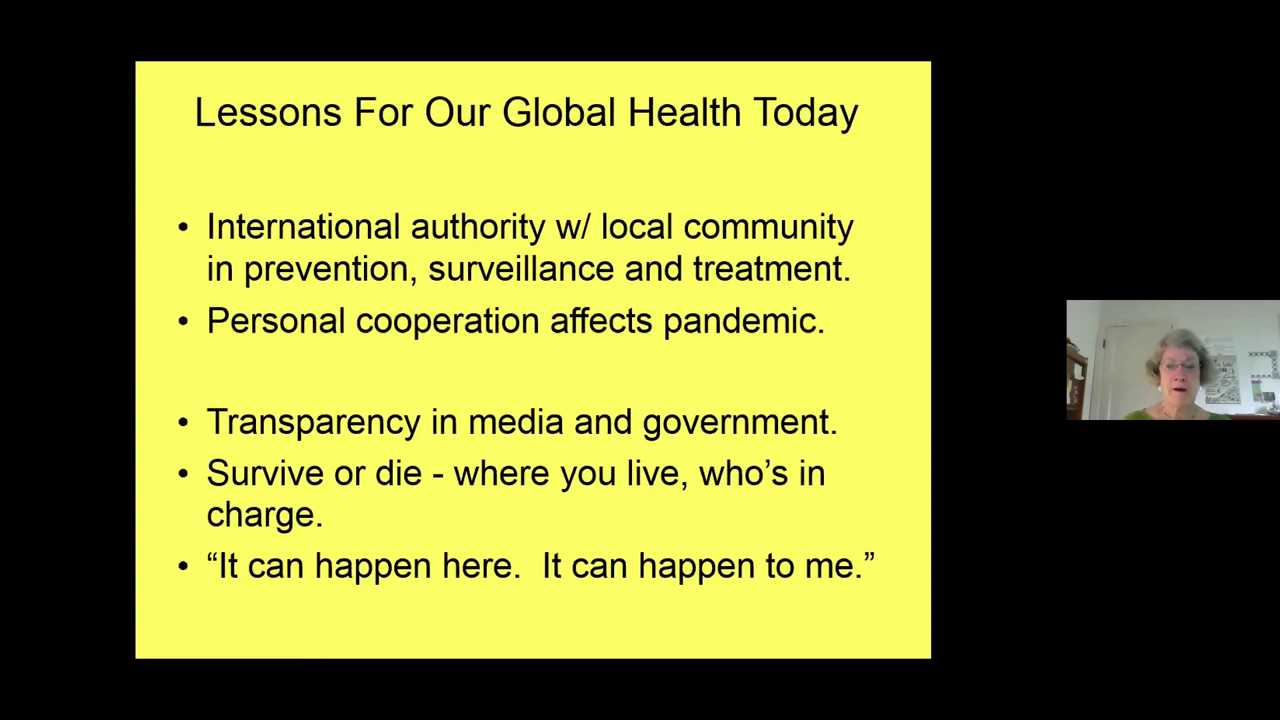 Lessons For Our Global Health Today
• International authority w/ local community
in prevention, surveillance and treatment.
• Personal cooperation affects pandemic.
• Transparency in media and government.
• Survive or die - where you live, who’s in
charge.
• “It can happen here.  It can happen to me.”